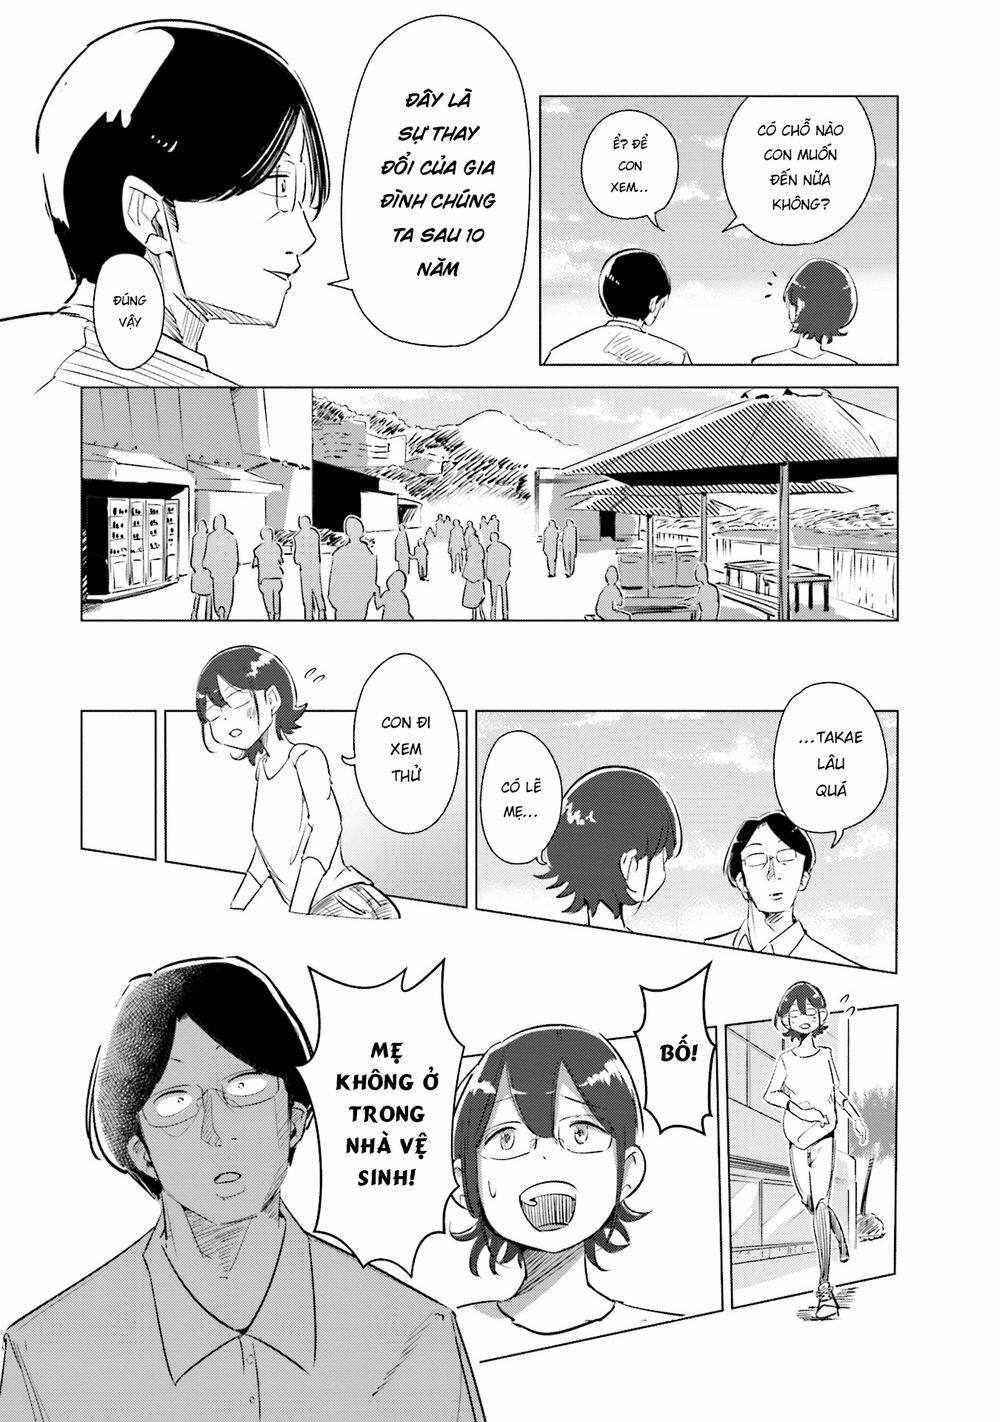 CÓ CHỖ NÀO
CON MUỐN
ĐẾN NỮA
KHÔNG?
Ể? ĐỂ
CON
XEM...
ĐÂY LÀ
SỰ THAY
ĐỔI CỦA GIA
ĐÌNH CHÚNG
TA SAU 10
NĂM
ĐÚNG
VẬY
...TAKAE
LÂU
QUÁ
CÓ LẼ
MẸ...
CON ĐI
XEM
THỬ
BỐ!
MẸ
KHÔNG Ở
TRONG
NHÀ VỆ
SINH!